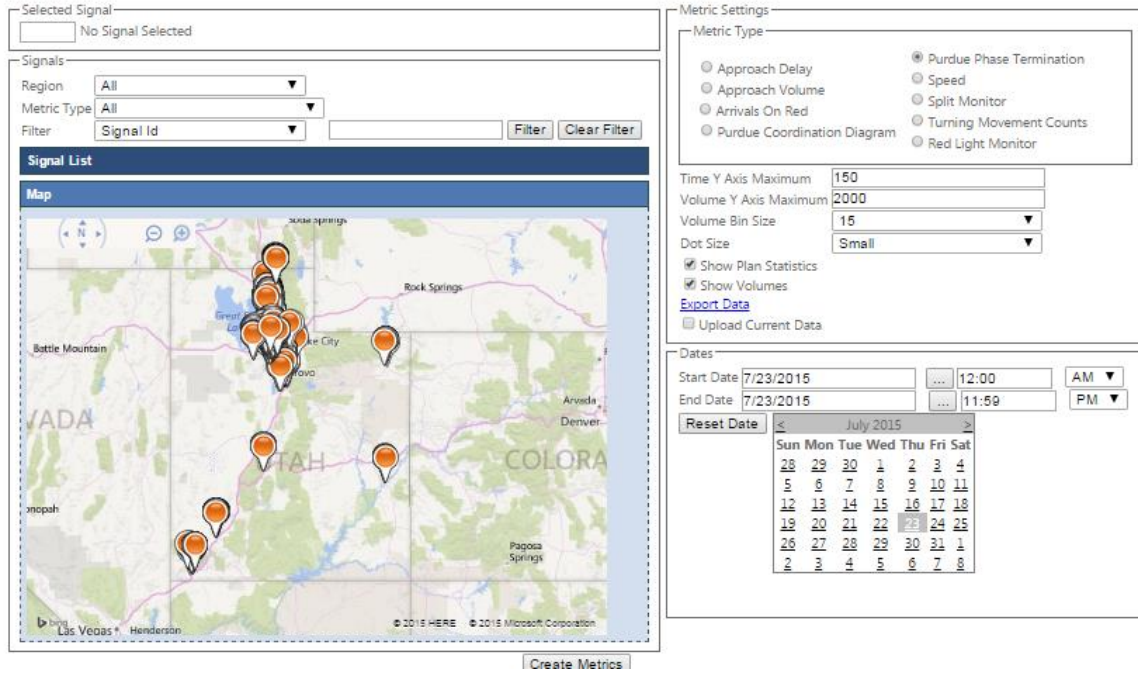 Selected Signal
No Signal Selected
Signals
Region All
Metric Type All
Filter Signal Id Filter Clear Filter
Signal List
Map
N
Soda Springs
Rock Springs
Great
Battle Mountain
ke City
rovo
Arvada
Denver
VADA
UTAH
COLORA
onopah
Pagosa
Springs
bing
Las Vegas Henderson
© 2015 HERE © 2015 Microsoft Corporation
Create Metrics
Metric Settings
Metric Type
Approach Delay
Approach Volume
Arrivals On Red
Purdue Coordination Diagram
Purdue Phase Termination
Speed
Split Monitor
Turning Movement Counts
Red Light Monitor
Time Y Axis Maximum 150
Volume Y Axis Maximum 2000
Volume Bin Size 15
Dot Size Small
Show Plan Statistics
Show Volumes
Export Data
Upload Current Data
Dates
Start Date 7/23/2015 ... 12:00 AM
End Date 7/23/2015 ... 11:59 PM
Reset Date
< July 2015 >
Sun Mon Tue Wed Thu Fri Sat
28 29 30 1 2 3 4
5 6 7 8 9 10 11
12 13 14 15 16 17 18
19 20 21 22 23 24 25
26 27 28 29 30 31 1
2 3 4 5 6 7 8